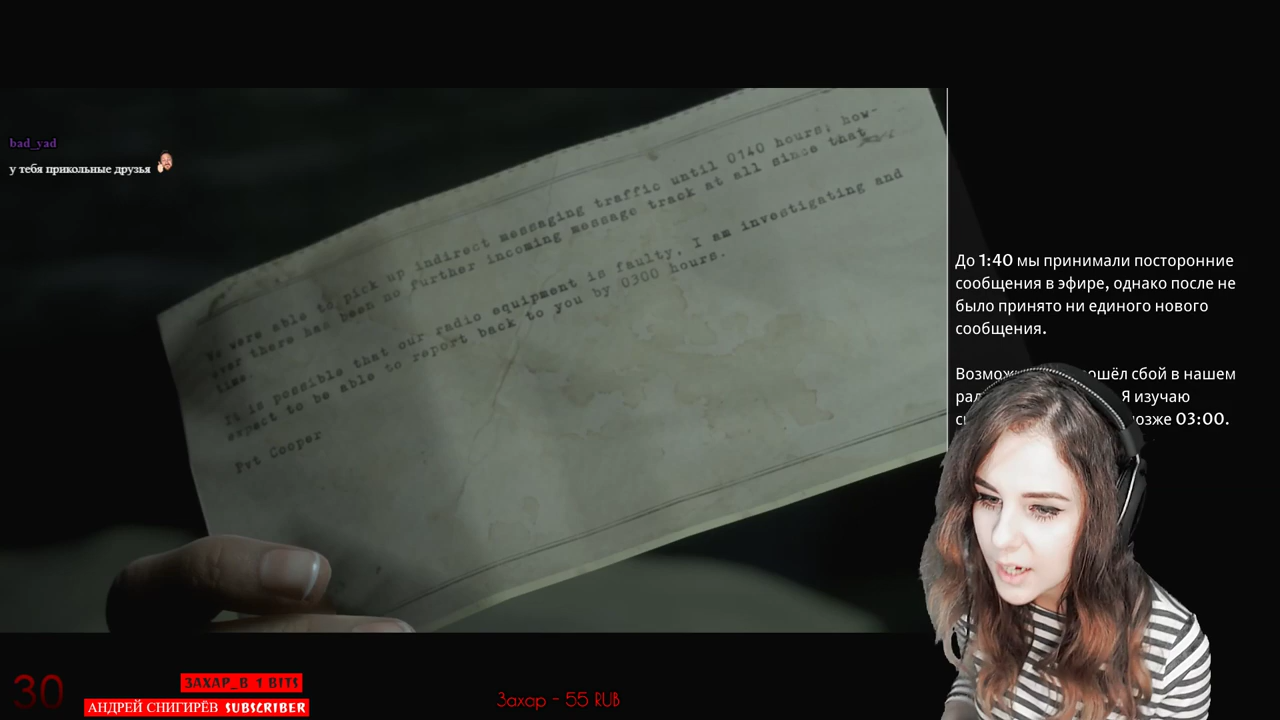 bad_yad
у тебя прикольные друзья
We were able to pick up indirect messaging traffic until 0140 hours; how-
ever there has been no further incoming message track at all since that
time.
It is possible that our radio equipment is faulty, I am investigating and
expect to be able to report back to you by 0300 hours.
Pvt Cooper
До 1:40 мы принимали посторонние
сообщения в эфире, однако после не
было принято ни единого нового
сообщения.
сбой в нашем
Я изучаю
03:00.
30
ЗАХАР_В 1 BITS
АНДРЕЙ СНИГИРЁВ SUBSCRIBER
Захар - 55 RUB